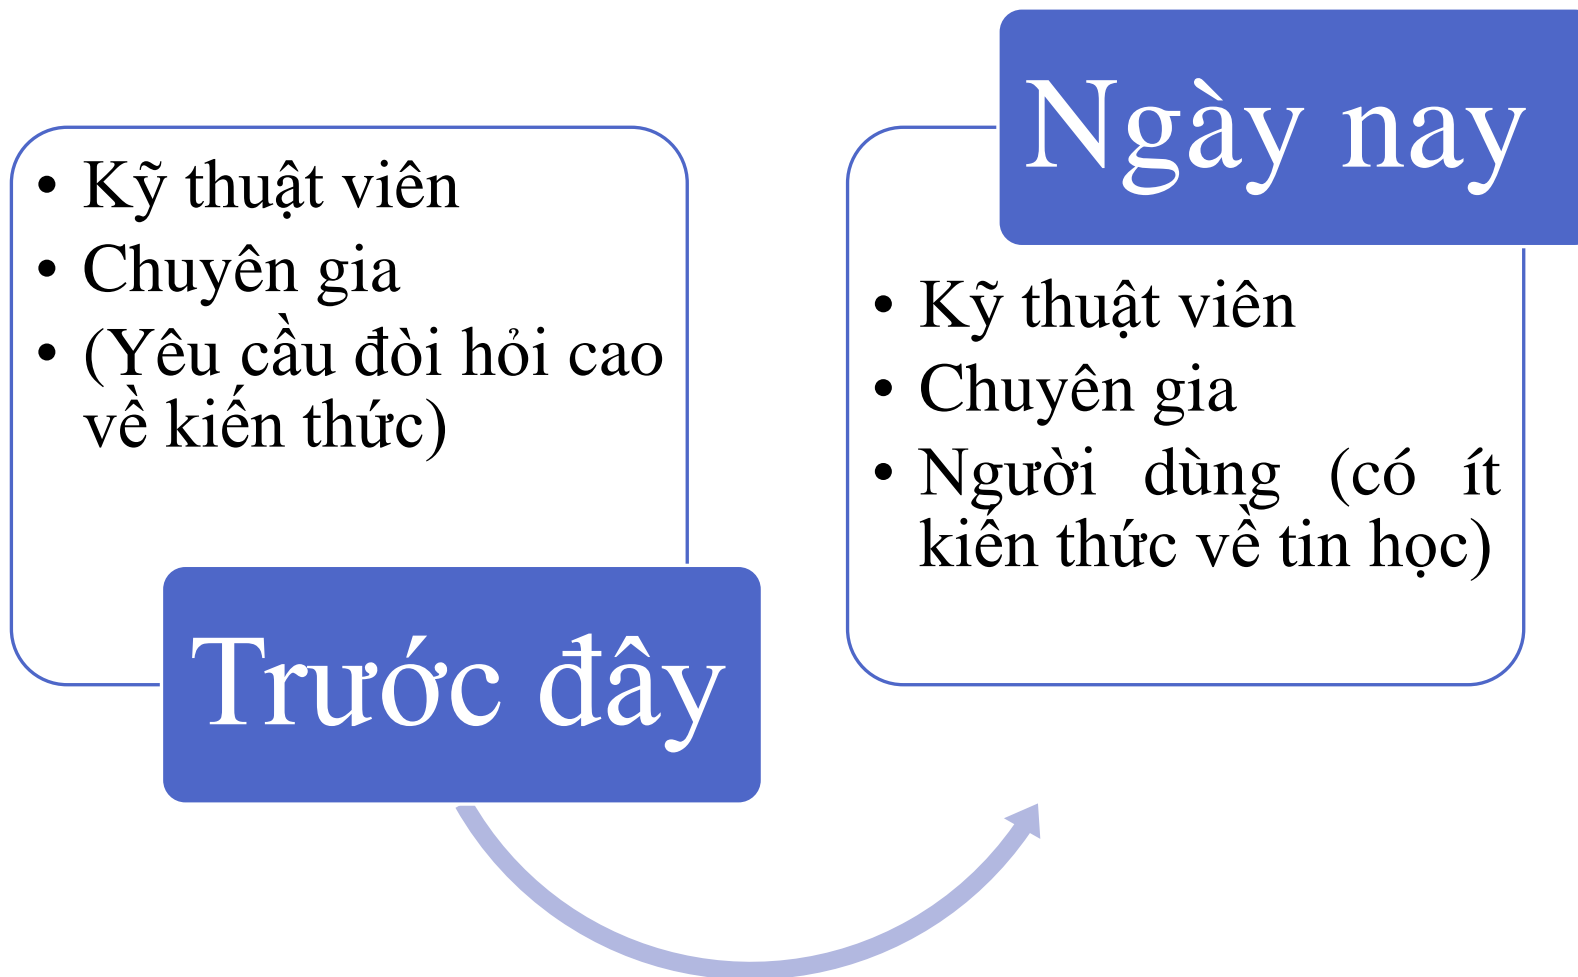 • Kỹ thuật viên
• Chuyên gia
• (Yêu cầu đòi hỏi cao
về kiến thức)
Trước đây
Ngày nay
• Kỹ thuật viên
• Chuyên gia
• Người dùng (có ít
kiến thức về tin học)